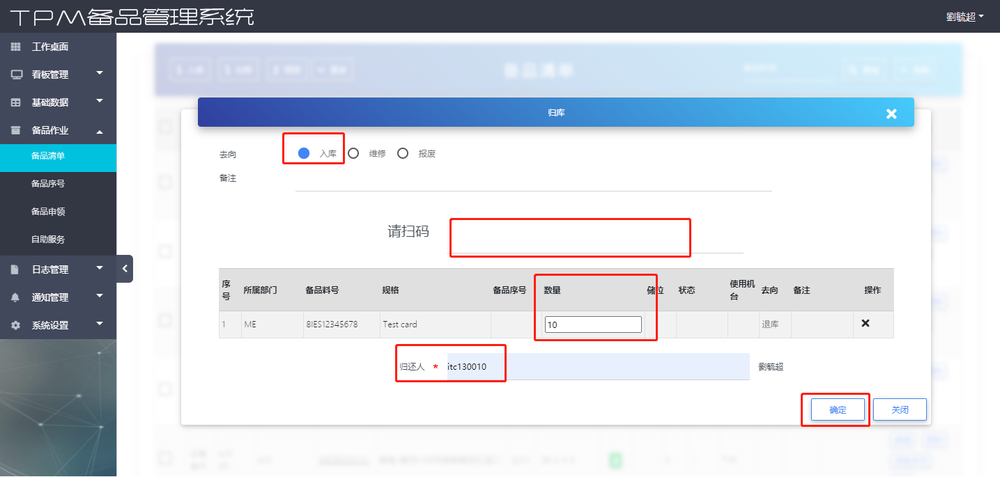 TPM备品管理系统
劉毓超
工作桌面
看板管理
基础数据
备品作业
备品清单
备品序号
备品申领
自助服务
日志管理
通知管理
系统设置
备品清单
归库
去向
入库
维修
报废
备注
请扫码
序号 所属部门 备品料号 规格 备品序号 数量 储位 状态 使用机台 去向 备注 操作
1 ME 8IES12345678 Test card 10 退库
归还人 * itc130010 劉毓超
确定
关闭